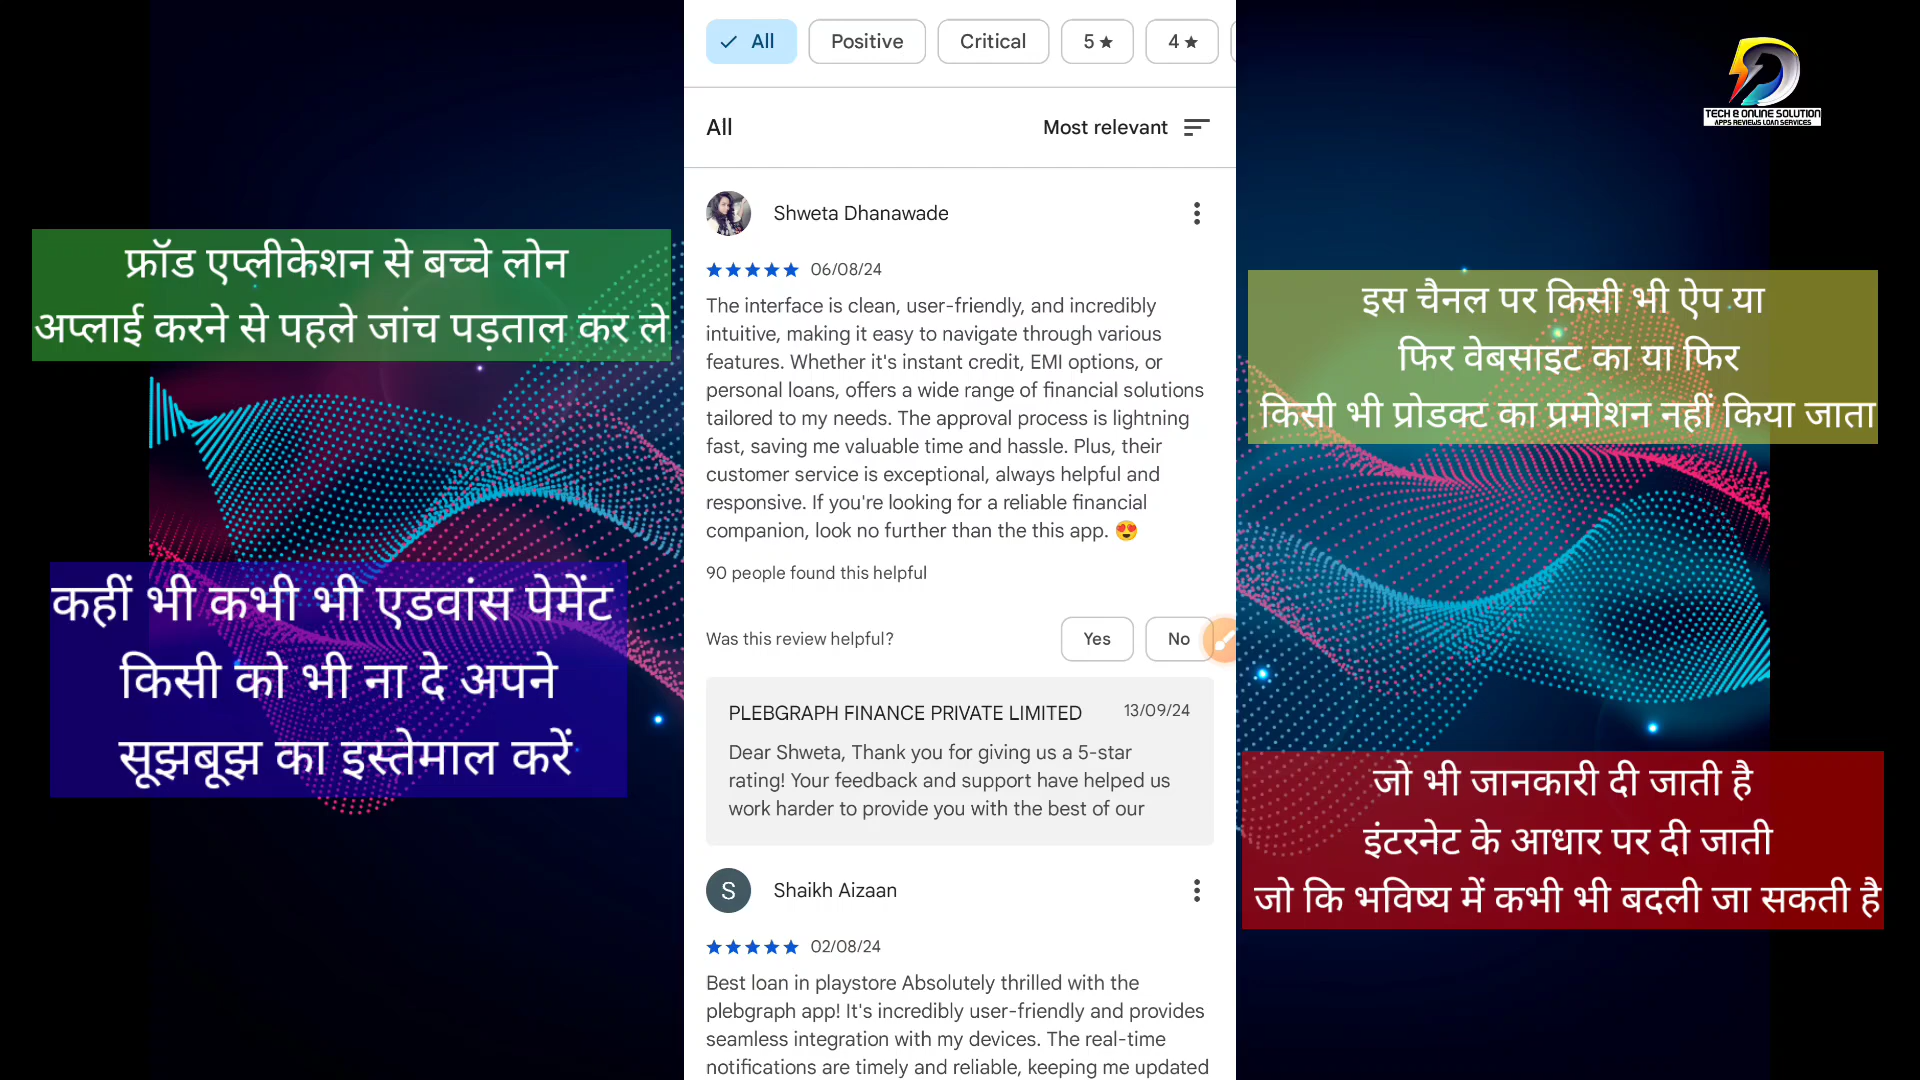 All
Positive
Critical
5★
4★
All
Most relevant
TECH & ONLINE SOLUTION
APPS REVIEWS LOAN SERVICES
Shweta Dhanawade
06/08/24
The interface is clean, user-friendly, and incredibly
intuitive, making it easy to navigate through various
features. Whether it's instant credit, EMI options, or
personal loans, offers a wide range of financial solutions
tailored to my needs. The approval process is lightning
fast, saving me valuable time and hassle. Plus, their
customer service is exceptional, always helpful and
responsive. If you're looking for a reliable financial
companion, look no further than the this app. 😍
90 people found this helpful
Was this review helpful?
Yes
No
PLEBGRAPH FINANCE PRIVATE LIMITED
13/09/24
Dear Shweta, Thank you for giving us a 5-star
rating! Your feedback and support have helped us
work harder to provide you with the best of our
S
Shaikh Aizaan
02/08/24
Best loan in playstore Absolutely thrilled with the
plebgraph app! It's incredibly user-friendly and provides
seamless integration with my devices. The real-time
notifications are timely and reliable, keeping me updated
फ्रॉड एप्लीकेशन से बच्चे लोन
अप्लाई करने से पहले जांच पड़ताल कर ले
कहीं भी कभी भी एडवांस पेमेंट
किसी को भी ना दे अपने
सूझबूझ का इस्तेमाल करें
इस चैनल पर किसी भी ऐप या
फिर वेबसाइट का या फिर
किसी भी प्रोडक्ट का प्रमोशन नहीं किया जाता
जो भी जानकारी दी जाती है
इंटरनेट के आधार पर दी जाती
जो कि भविष्य में कभी भी बदली जा सकती है